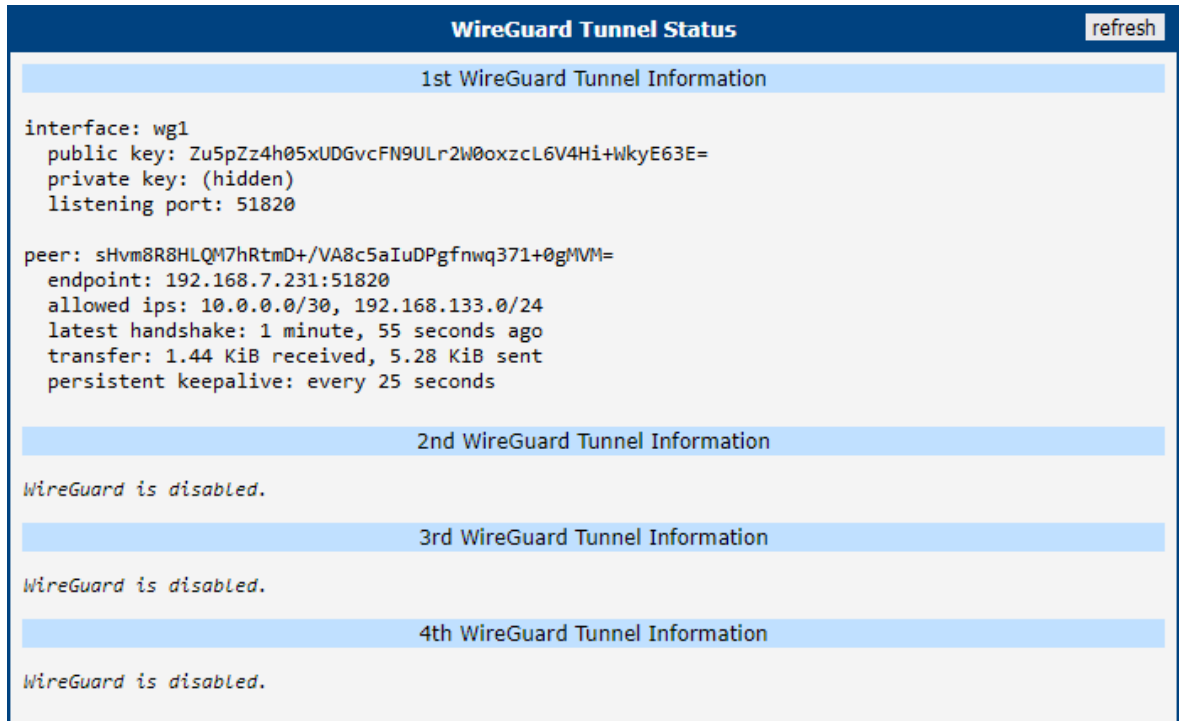 WireGuard Tunnel Status
refresh
1st WireGuard Tunnel Information
interface: wg1
public key: Zu5pZz4h05xUDGvcFN9ULr2W0oxzcL6V4Hi+WkyE63E=
private key: (hidden)
listening port: 51820
peer: sHvm8R8HLQM7hRtmD+/VA8c5aIuDPgfnwq371+0gMVM=
endpoint: 192.168.7.231:51820
allowed ips: 10.0.0.0/30, 192.168.133.0/24
latest handshake: 1 minute, 55 seconds ago
transfer: 1.44 KiB received, 5.28 KiB sent
persistent keepalive: every 25 seconds
2nd WireGuard Tunnel Information
WireGuard is disabled.
3rd WireGuard Tunnel Information
WireGuard is disabled.
4th WireGuard Tunnel Information
WireGuard is disabled.